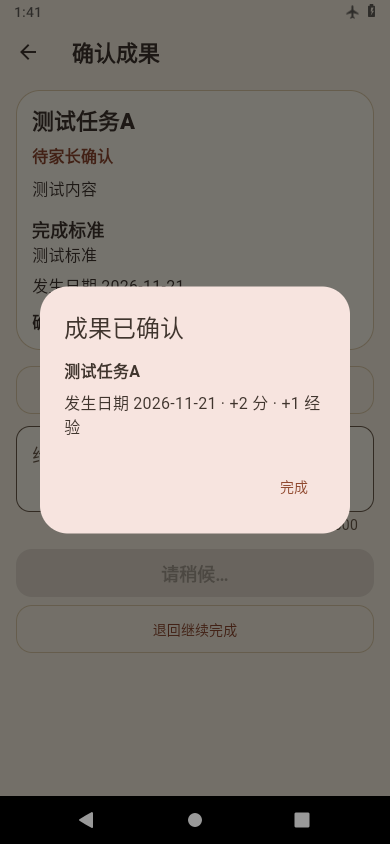 1:41
确认成果
测试任务A
待家长确认
测试内容
完成标准
测试标准
发生日期 2026-11-21
成果已确认
测试任务A
发生日期 2026-11-21 · +2 分 · +1 经
验
完成
请稍候…
退回继续完成